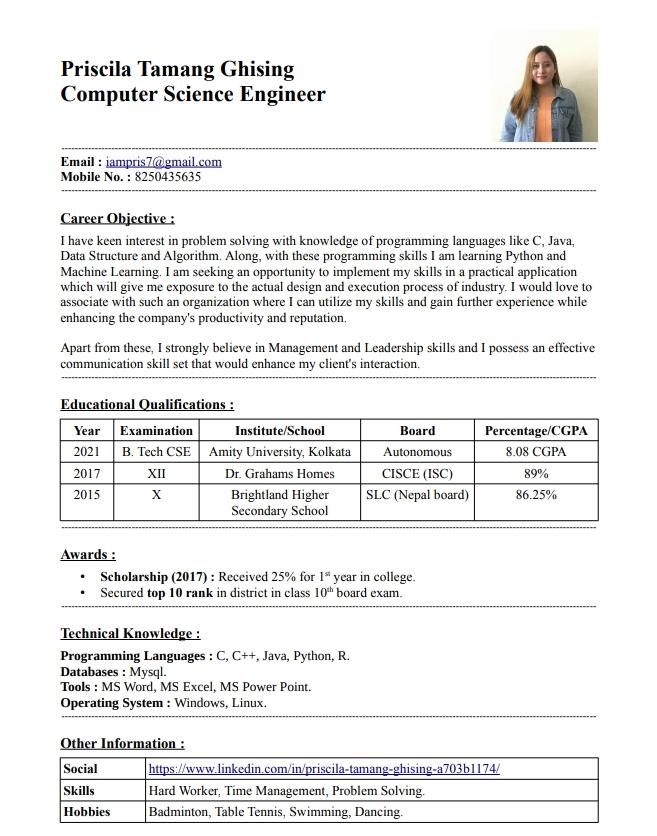 Priscila Tamang Ghising
Computer Science Engineer
Email : iampris7@gmail.com
Mobile No. : 8250435635
Career Objective :
I have keen interest in problem solving with knowledge of programming languages like C, Java,
Data Structure and Algorithm. Along, with these programming skills I am learning Python and
Machine Learning. I am seeking an opportunity to implement my skills in a practical application
which will give me exposure to the actual design and execution process of industry. I would love to
associate with such an organization where I can utilize my skills and gain further experience while
enhancing the company's productivity and reputation.
Apart from these, I strongly believe in Management and Leadership skills and I possess an effective
communication skill set that would enhance my client's interaction.
Educational Qualifications :
Year Examination Institute/School Board Percentage/CGPA
2021 B. Tech CSE Amity University, Kolkata Autonomous 8.08 CGPA
2017 XII Dr. Grahams Homes CISCE (ISC) 89%
2015 X Brightland Higher SLC (Nepal board) 86.25%
Secondary School
Awards :
• Scholarship (2017) : Received 25% for 1st year in college.
• Secured top 10 rank in district in class 10th board exam.
Technical Knowledge :
Programming Languages : C, C++, Java, Python, R.
Databases : Mysql.
Tools : MS Word, MS Excel, MS Power Point.
Operating System : Windows, Linux.
Other Information :
Social https://www.linkedin.com/in/priscila-tamang-ghising-a703b1174/
Skills Hard Worker, Time Management, Problem Solving.
Hobbies Badminton, Table Tennis, Swimming, Dancing.